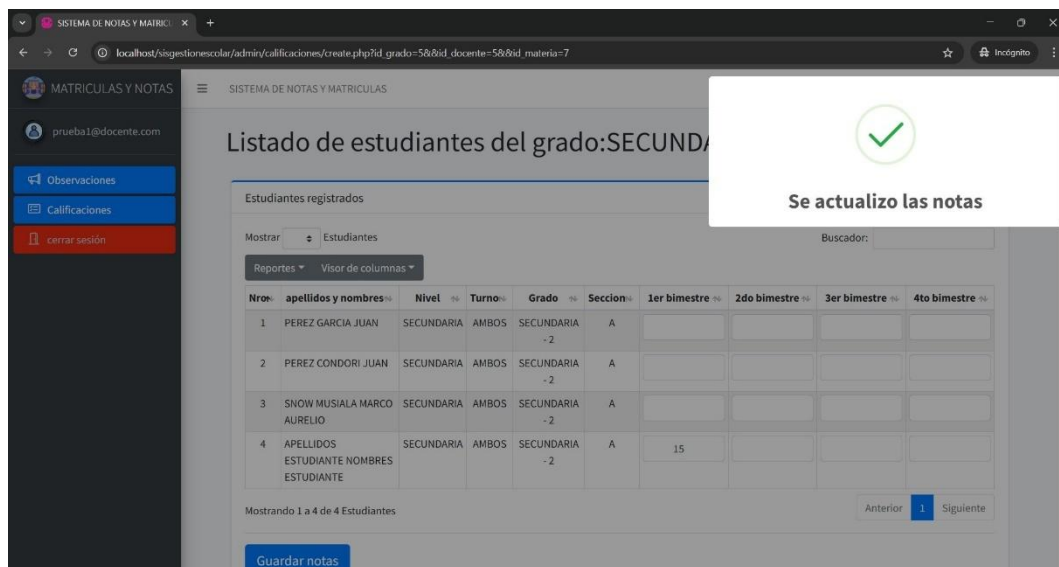 SISTEMA DE NOTAS Y MATRICU
localhost/sisgestionescolar/admin/calificaciones/create.php?id_grado=5&&id_docente=5&&id_materia=7
Incógnito
MATRICULAS Y NOTAS
SISTEMA DE NOTAS Y MATRICULAS
prueba1@docente.com
Observaciones
Calificaciones
cerrar sesión
Listado de estudiantes del grado:SECUNDA
Se actualizo las notas
Estudiantes registrados
Mostrar Estudiantes
Buscador:
Reportes Visor de columnas
Nro apellidos y nombres Nivel Turno Grado Seccion 1er bimestre 2do bimestre 3er bimestre 4to bimestre
1 PEREZ GARCIA JUAN SECUNDARIA AMBOS SECUNDARIA A
- 2
2 PEREZ CONDORI JUAN SECUNDARIA AMBOS SECUNDARIA A
- 2
3 SNOW MUSIALA MARCO SECUNDARIA AMBOS SECUNDARIA A
AURELIO - 2
4 APELLIDOS SECUNDARIA AMBOS SECUNDARIA A 15
ESTUDIANTE NOMBRES - 2
ESTUDIANTE
Mostrando 1 a 4 de 4 Estudiantes
Anterior 1 Siguiente
Guardar notas